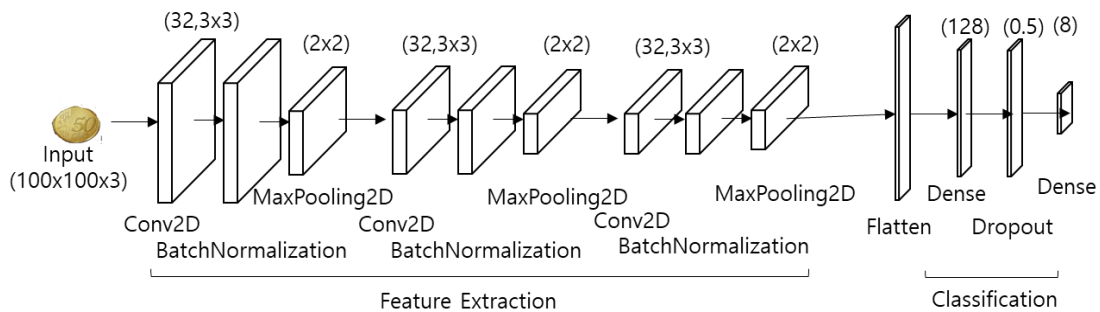 (32,3x3)
(2x2)
(32,3x3)
(2x2)
(32,3x3)
(2x2)
(128)
(0.5)
(8)
50
Input
(100x100x3)
Conv2D
BatchNormalization
MaxPooling2D
Conv2D
BatchNormalization
MaxPooling2D
Conv2D
BatchNormalization
MaxPooling2D
Flatten
Dense
Dropout
Dense
Feature Extraction
Classification